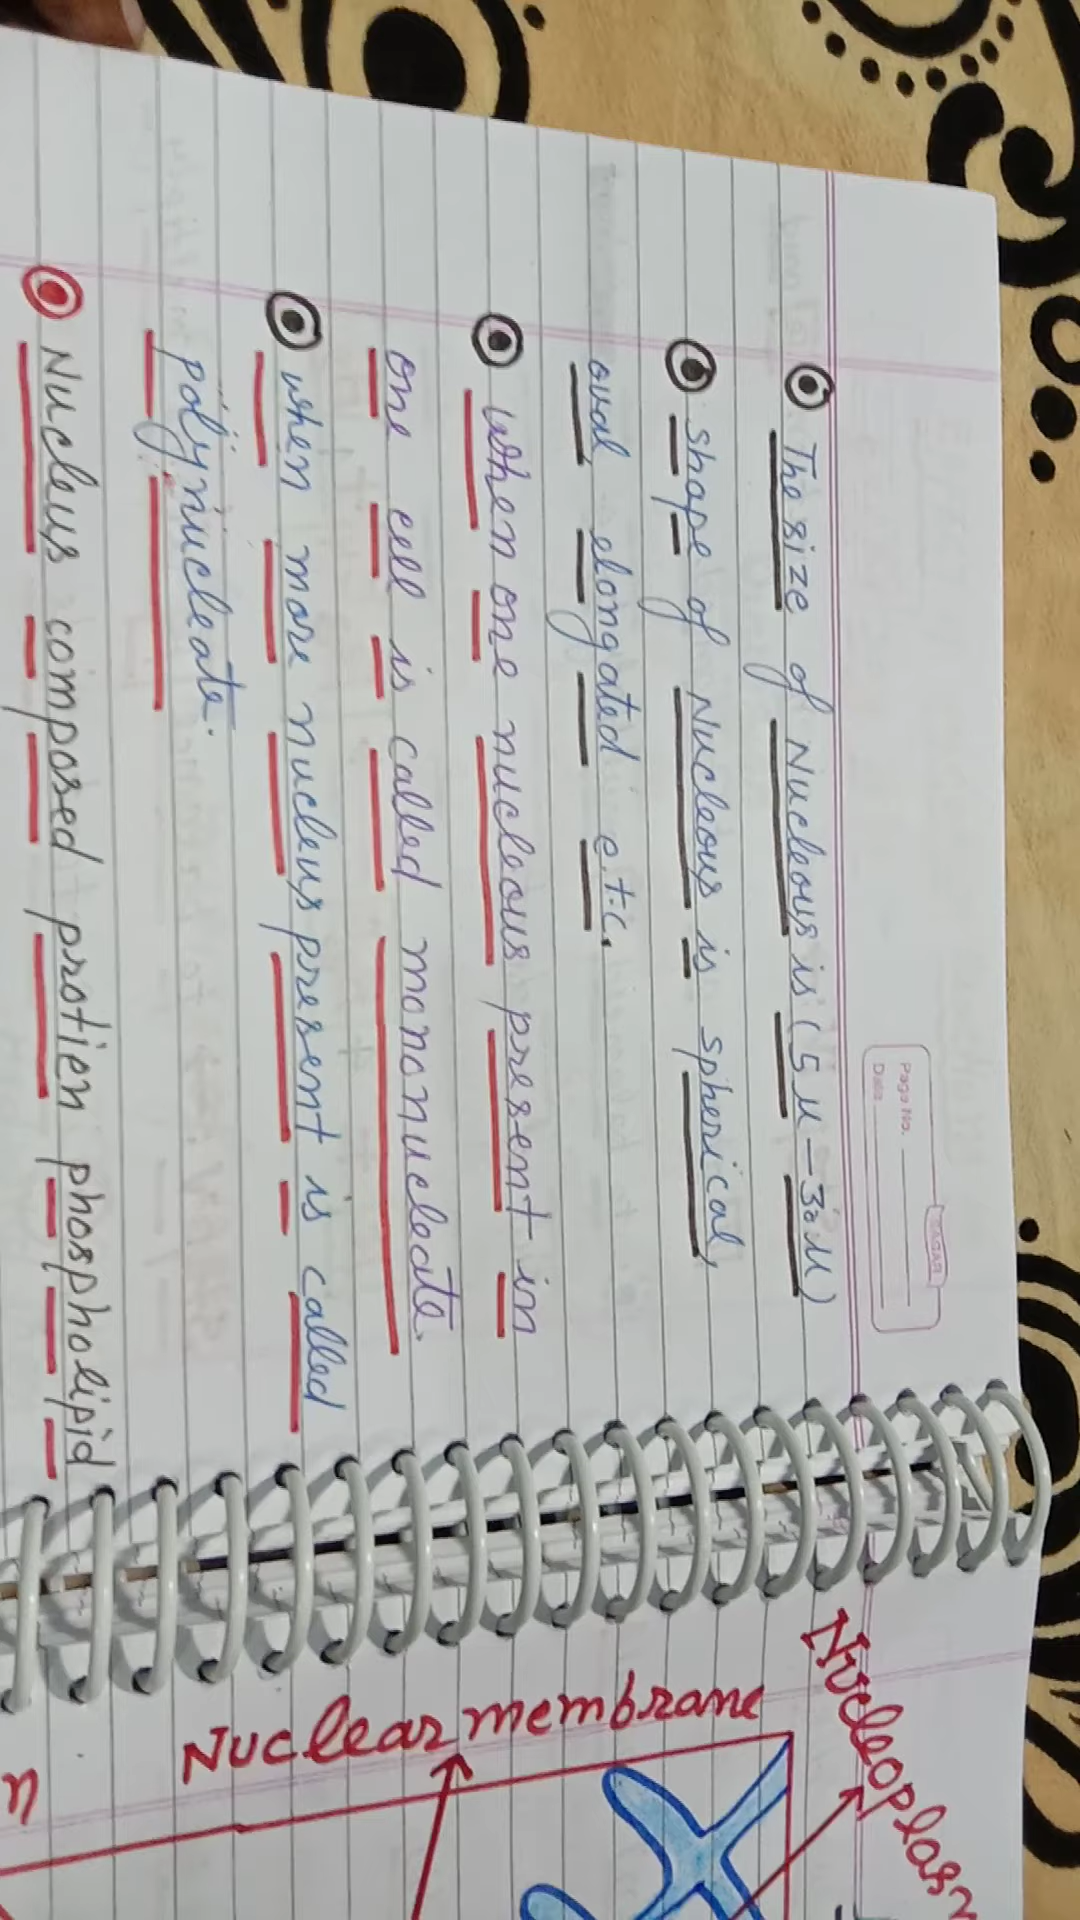 Page No.
Date
The size of Nucleous is (5 u - 30 u)
shape of Nucleous is spherical,
oval, elongated e.t.c.
when one nucleous present in
one cell is called mononucleate.
when more nucleus present is called
polynucleate.
Nucleus composed protien phospholipid
Nuclear membrane
Nucleoplasm
n